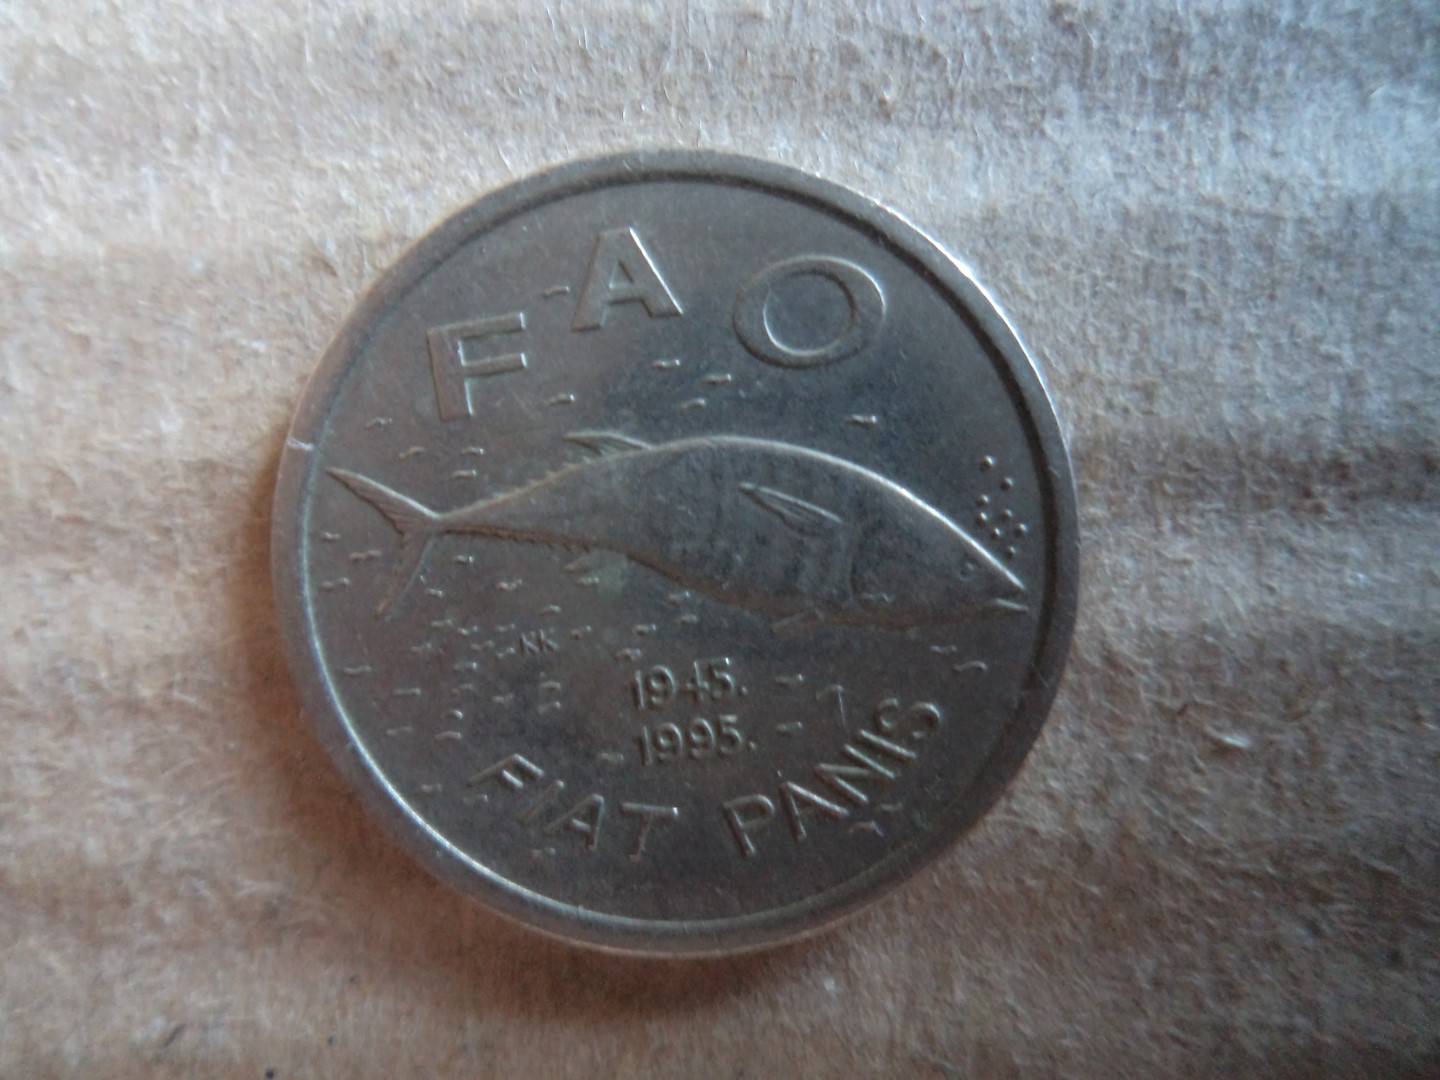 FAO
KK
1945.
1995.
FIAT PANIS